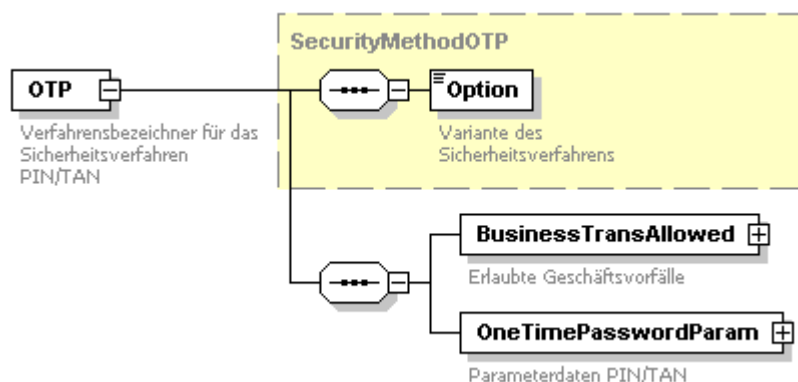 SecurityMethodOTP
OTP
Option
Verfahrensbezeichner für das
Sicherheitsverfahren
PIN/TAN
Variante des
Sicherheitsverfahrens
BusinessTransAllowed
Erlaubte Geschäftsvorfälle
OneTimePasswordParam
Parameterdaten PIN/TAN